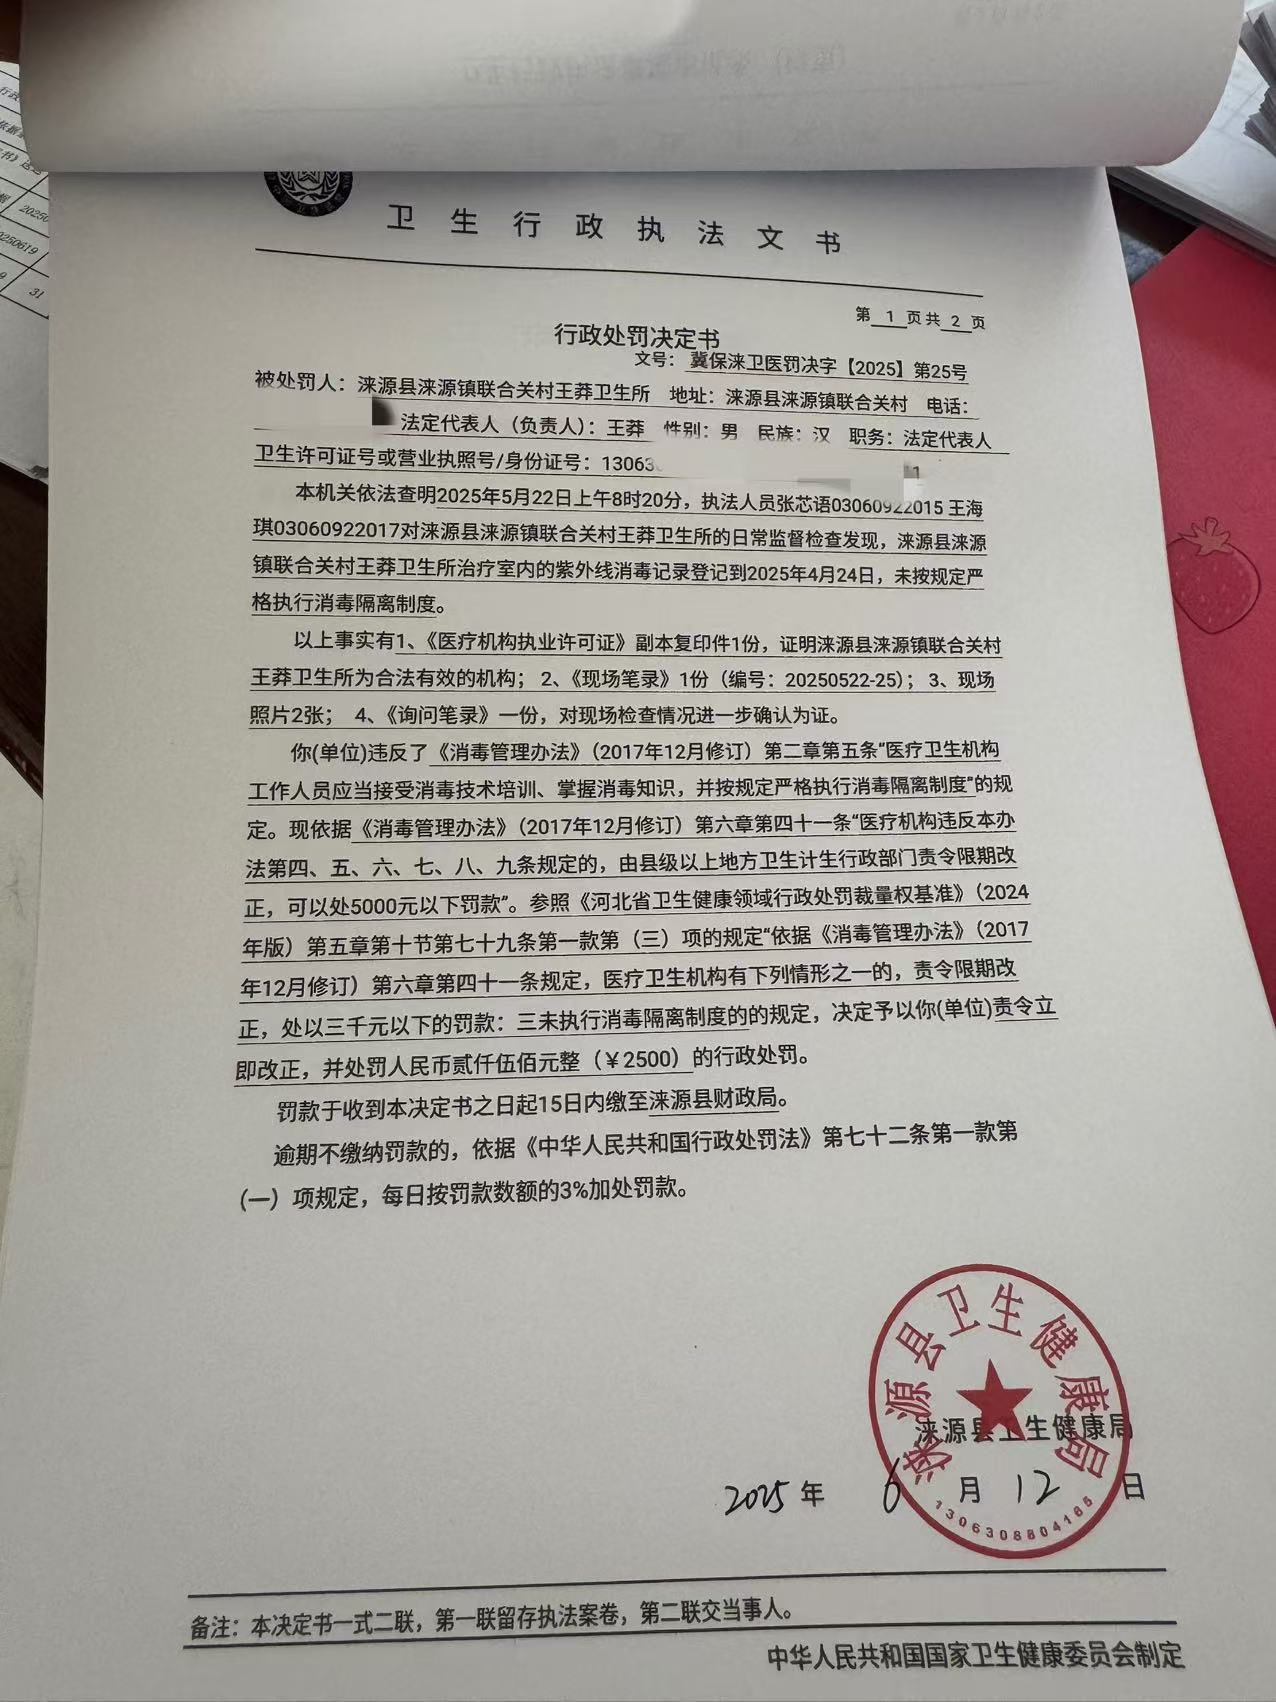 卫生行政执法文书
第 1 页共 2 页
行政处罚决定书
文号：冀保涞卫医罚决字【2025】第25号
被处罚人：涞源县涞源镇联合关村王莽卫生所 地址：涞源县涞源镇联合关村 电话：
法定代表人（负责人）：王莽 性别：男 民族：汉 职务：法定代表人
卫生许可证号或营业执照号/身份证号：13063 1
本机关依法查明2025年5月22日上午8时20分，执法人员张芯语03060922015 王海
琪03060922017对涞源县涞源镇联合关村王莽卫生所的日常监督检查发现，涞源县涞源
镇联合关村王莽卫生所治疗室内的紫外线消毒记录登记到2025年4月24日，未按规定严
格执行消毒隔离制度。
以上事实有1、《医疗机构执业许可证》副本复印件1份，证明涞源县涞源镇联合关村
王莽卫生所为合法有效的机构；2、《现场笔录》1份（编号：20250522-25）；3、现场
照片2张； 4、《询问笔录》一份，对现场检查情况进一步确认为证。
你(单位)违反了《消毒管理办法》（2017年12月修订）第二章第五条“医疗卫生机构
工作人员应当接受消毒技术培训、掌握消毒知识，并按规定严格执行消毒隔离制度”的规
定。现依据《消毒管理办法》（2017年12月修订）第六章第四十一条“医疗机构违反本办
法第四、五、六、七、八、九条规定的，由县级以上地方卫生计生行政部门责令限期改
正，可以处5000元以下罚款”。参照《河北省卫生健康领域行政处罚裁量权基准》（2024
年版）第五章第十节第七十九条第一款第（三）项的规定“依据《消毒管理办法》（2017
年12月修订）第六章第四十一条规定，医疗卫生机构有下列情形之一的，责令限期改
正，处以三千元以下的罚款：三未执行消毒隔离制度的的规定，决定予以你(单位)责令立
即改正，并处罚人民币贰仟伍佰元整（￥2500）的行政处罚。
罚款于收到本决定书之日起15日内缴至涞源县财政局。
逾期不缴纳罚款的，依据《中华人民共和国行政处罚法》第七十二条第一款第
（一）项规定，每日按罚款数额的3%加处罚款。
涞源县卫生健康局
涞源县卫生健康局
2025年 6 月 12 日
1306308804185
备注：本决定书一式二联，第一联留存执法案卷，第二联交当事人。
中华人民共和国国家卫生健康委员会制定